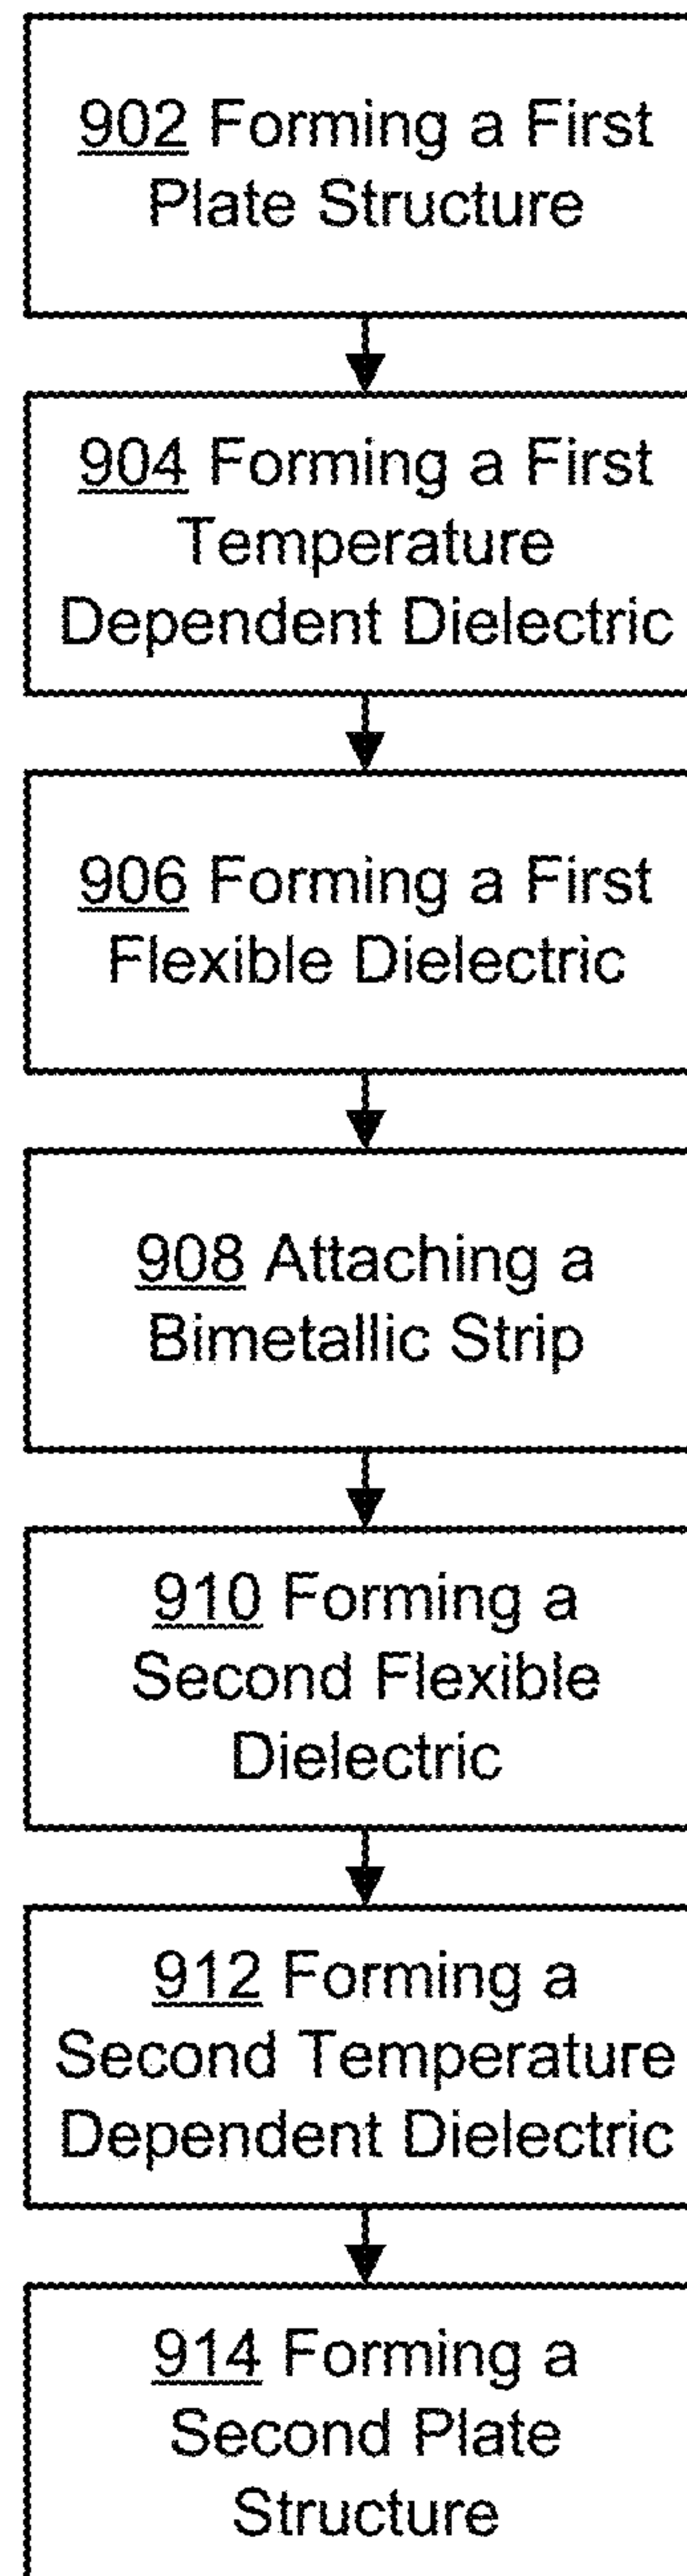 902 Forming a First
Plate Structure
904 Forming a First
Temperature
Dependent Dielectric
906 Forming a First
Flexible Dielectric
908 Attaching a
Bimetallic Strip
910 Forming a
Second Flexible
Dielectric
912 Forming a
Second Temperature
Dependent Dielectric
914 Forming a
Second Plate
Structure